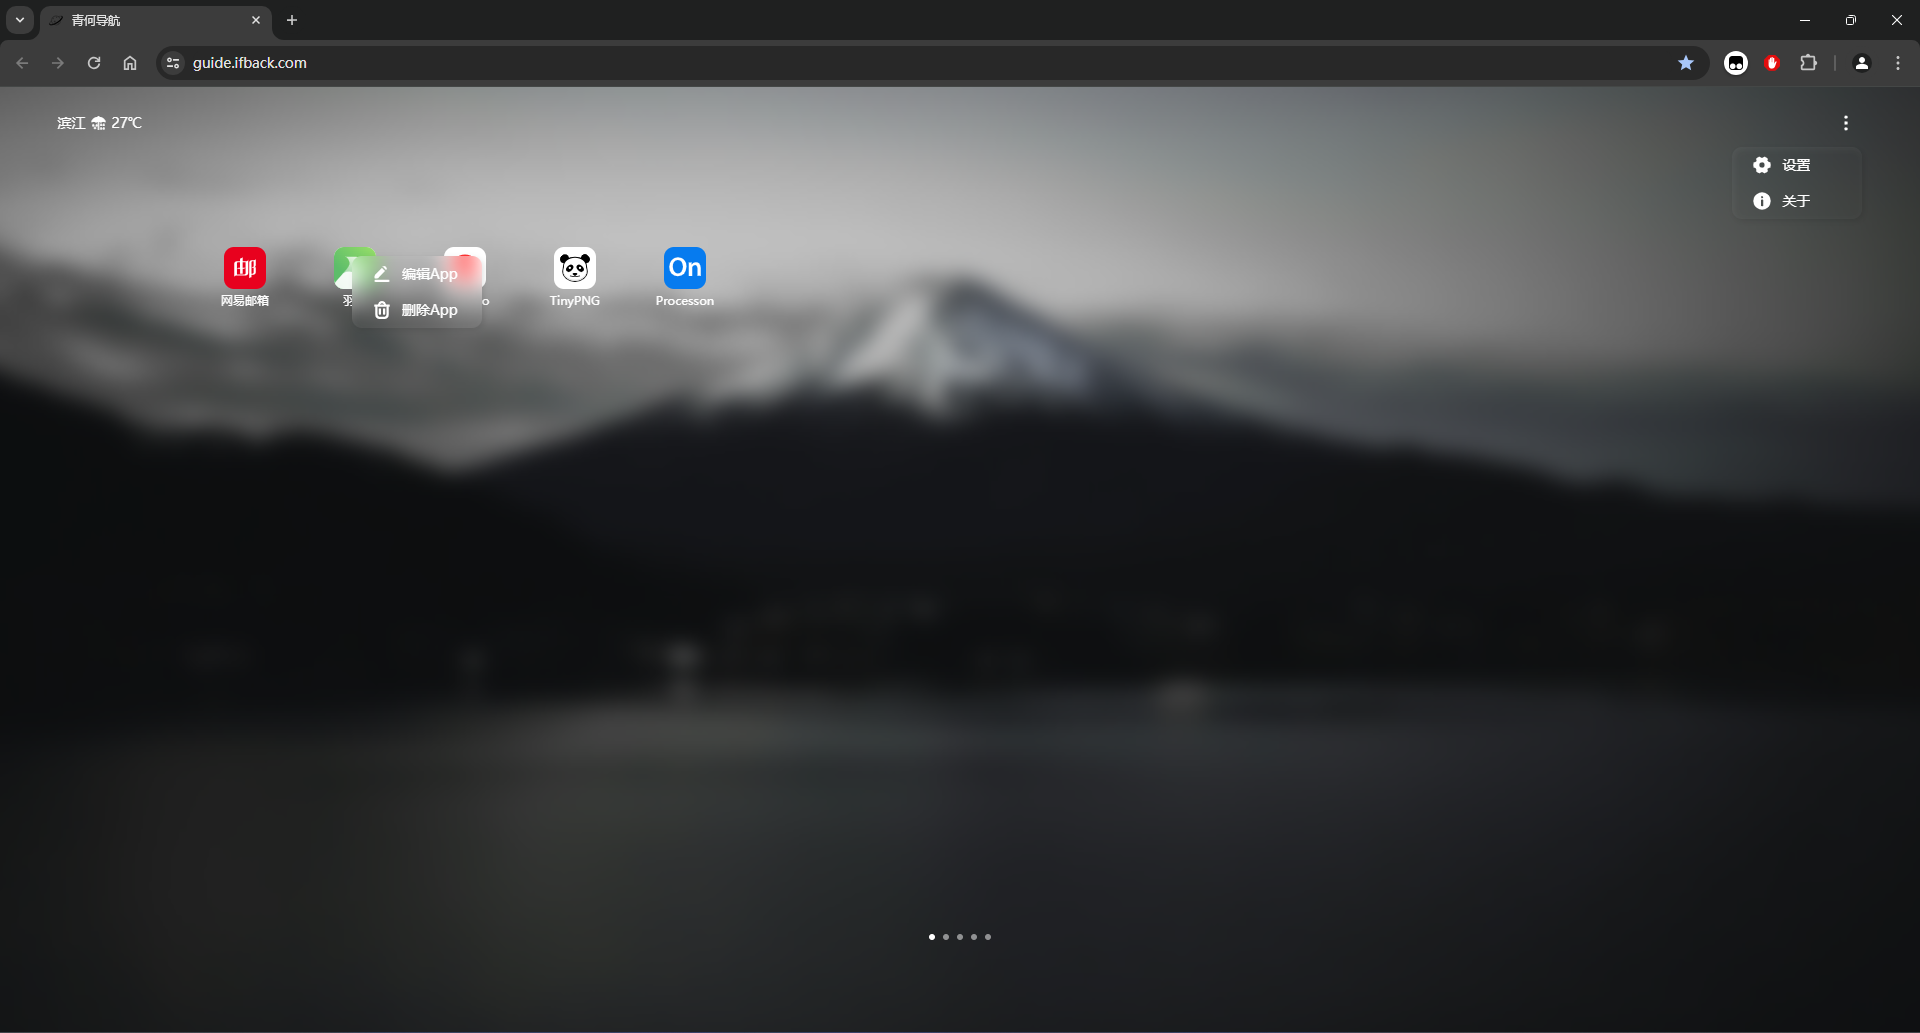 青何导航
guide.ifback.com
滨江 27℃
设置
关于
邮
On
编辑App
网易邮箱
羽
o
TinyPNG
Processon
删除App